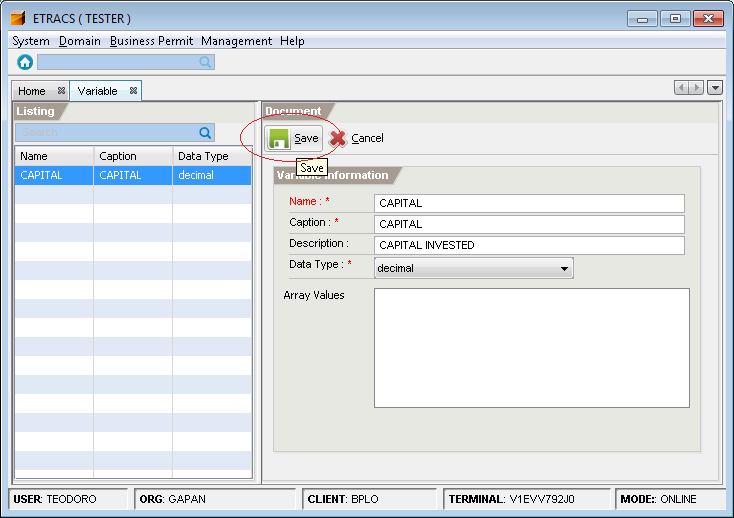 ETRACS ( TESTER )
System Domain Business Permit Management Help
Home Variable
Listing
Search
Name Caption Data Type
CAPITAL CAPITAL decimal
Document
Save Cancel
Save
Variable Information
Name : * CAPITAL
Caption : * CAPITAL
Description : CAPITAL INVESTED
Data Type : * decimal
Array Values
USER: TEODORO ORG: GAPAN CLIENT: BPLO TERMINAL: V1EVV792J0 MODE:: ONLINE